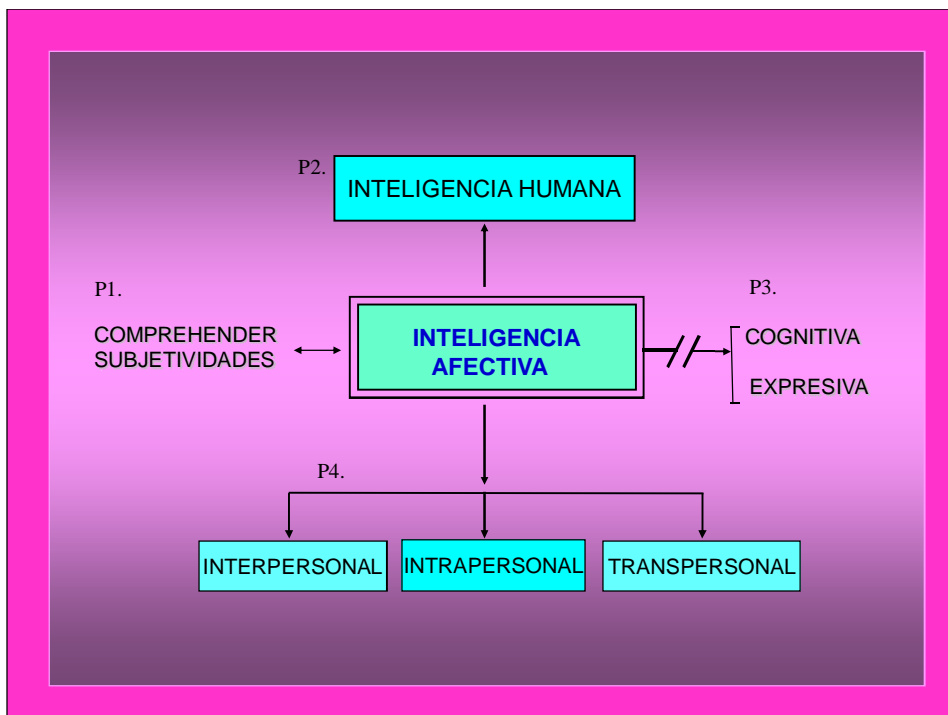 P2.
INTELIGENCIA HUMANA
P1.
COMPREHENDER
SUBJETIVIDADES
INTELIGENCIA
AFECTIVA
P3.
COGNITIVA
EXPRESIVA
P4.
INTERPERSONAL
INTRAPERSONAL
TRANSPERSONAL